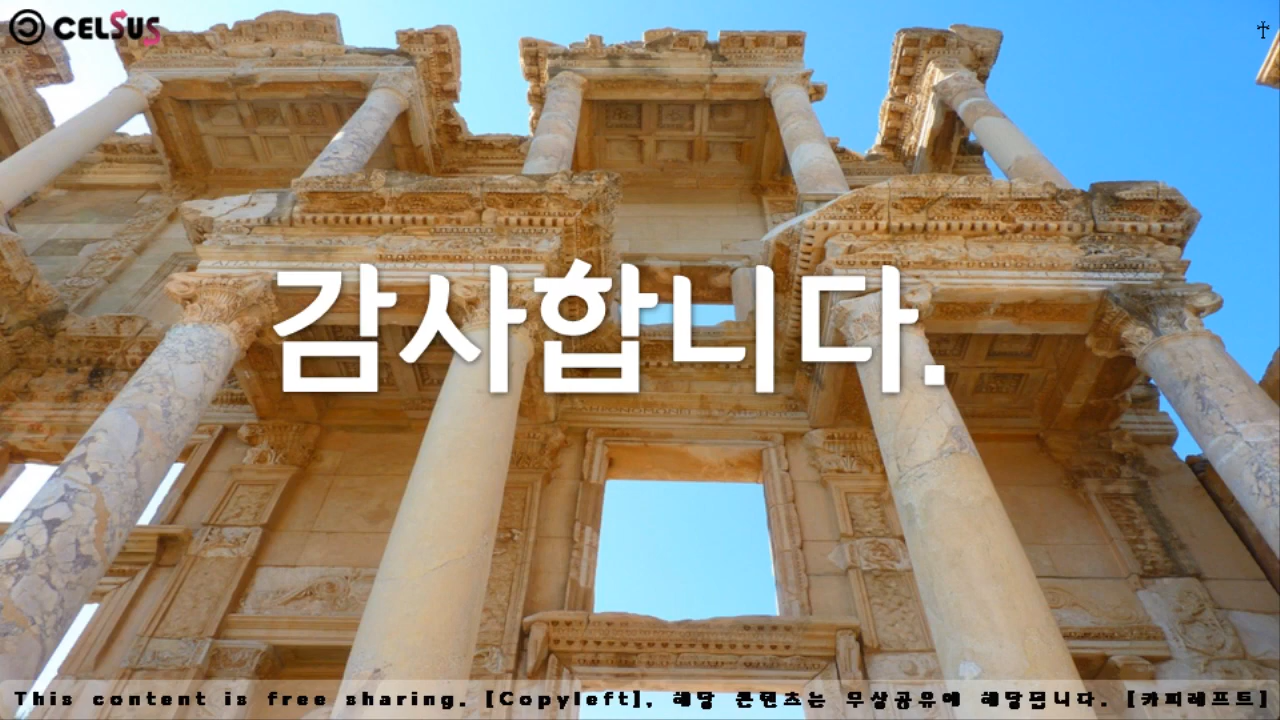 CELSUS
감사합니다.
This content is free sharing. [Copyleft], 해당 콘텐츠는 무상공유에 해당됩니다. [카피레프트]